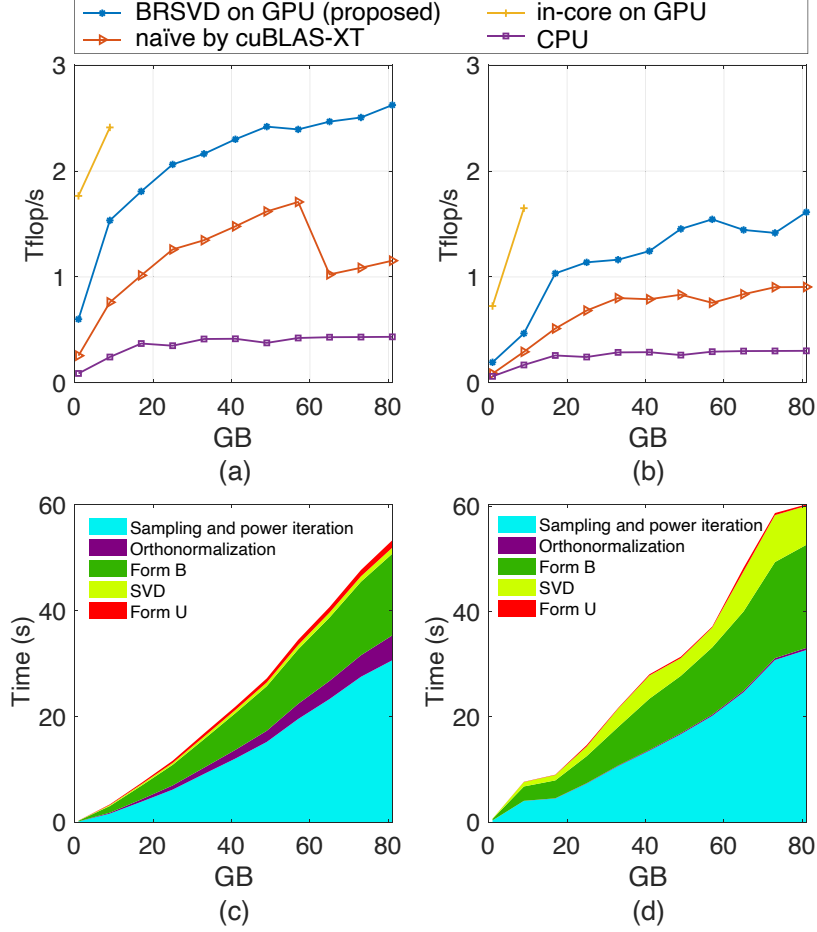 BRSVD on GPU (proposed)
in-core on GPU
naïve by cuBLAS-XT
CPU
3
2
1
0
Tflop/s
0 20 40 60 80
GB
(a)
3
2
1
0
Tflop/s
0 20 40 60 80
GB
(b)
60
40
20
0
Time (s)
Sampling and power iteration
Orthonormalization
Form B
SVD
Form U
0 20 40 60 80
GB
(c)
60
40
20
0
Time (s)
Sampling and power iteration
Orthonormalization
Form B
SVD
Form U
0 20 40 60 80
GB
(d)